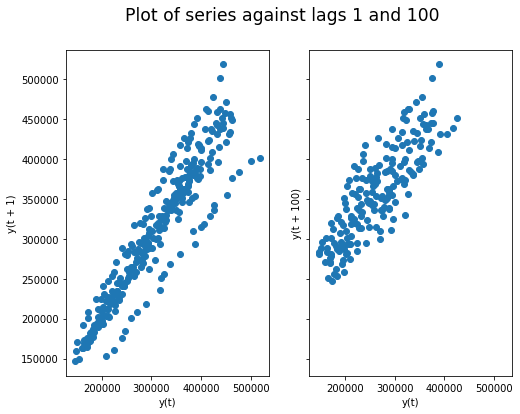 Plot of series against lags 1 and 100
500000
450000
400000
350000
300000
250000
200000
150000
y(t + 1)
200000 300000 400000 500000
y(t)
y(t + 100)
200000 300000 400000 500000
y(t)